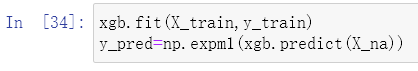 In [34]: xgb.fit(X_train,y_train)
y_pred=np.expm1(xgb.predict(X_na))